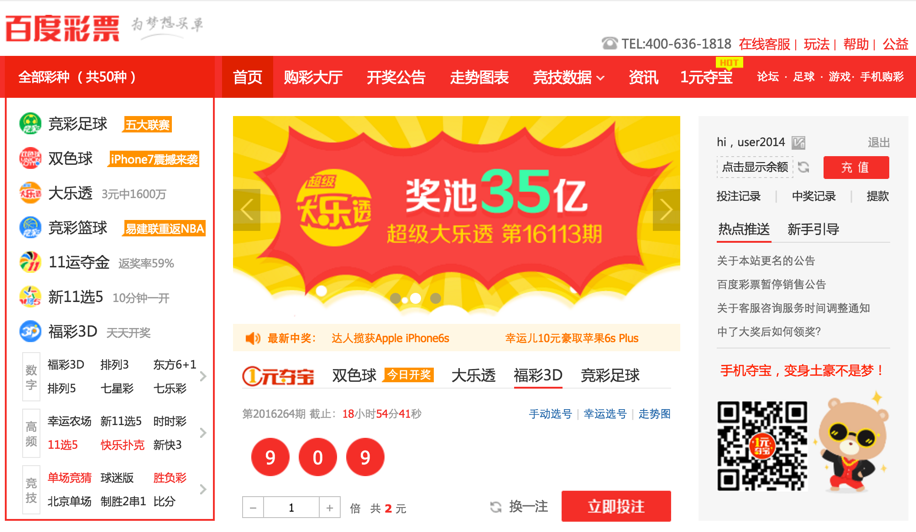 百度彩票 为梦想买单
TEL:400-636-1818 在线客服 | 玩法 | 帮助 | 公益
全部彩种（共50种） 首页 购彩大厅 开奖公告 走势图表 竞技数据 资讯 1元夺宝 HOT 论坛 · 足球 · 游戏 · 手机购彩
竞彩足球 五大联赛
双色球 iPhone7震撼来袭
大乐透 3元中1600万
竞彩篮球 易建联重返NBA
11运夺金 返奖率59%
新11选5 10分钟一开
福彩3D 天天开奖
数字
福彩3D 排列3 东方6+1
排列5 七星彩 七乐彩
高频
幸运农场 新11选5 时时彩
11选5 快乐扑克 新快3
竞技
单场竞猜 球迷版 胜负彩
北京单场 制胜2串1 比分
超级大乐透
奖池35亿
超级大乐透 第16113期
最新中奖： 达人揽获Apple iPhone6s 幸运儿10元豪取苹果6s Plus
1元夺宝 双色球 今日开奖 大乐透 福彩3D 竞彩足球
第2016264期 截止：18小时54分41秒 手动选号 | 幸运选号 | 走势图
9 0 9
− 1 + 倍 共 2 元 换一注 立即投注
hi，user2014 退出
点击显示余额 充值
投注记录 | 中奖记录 | 提款
热点推送 新手引导
关于本站更名的公告
百度彩票暂停销售公告
关于客服咨询服务时间调整通知
中了大奖后如何领奖?
手机夺宝，变身土豪不是梦！
1元夺宝